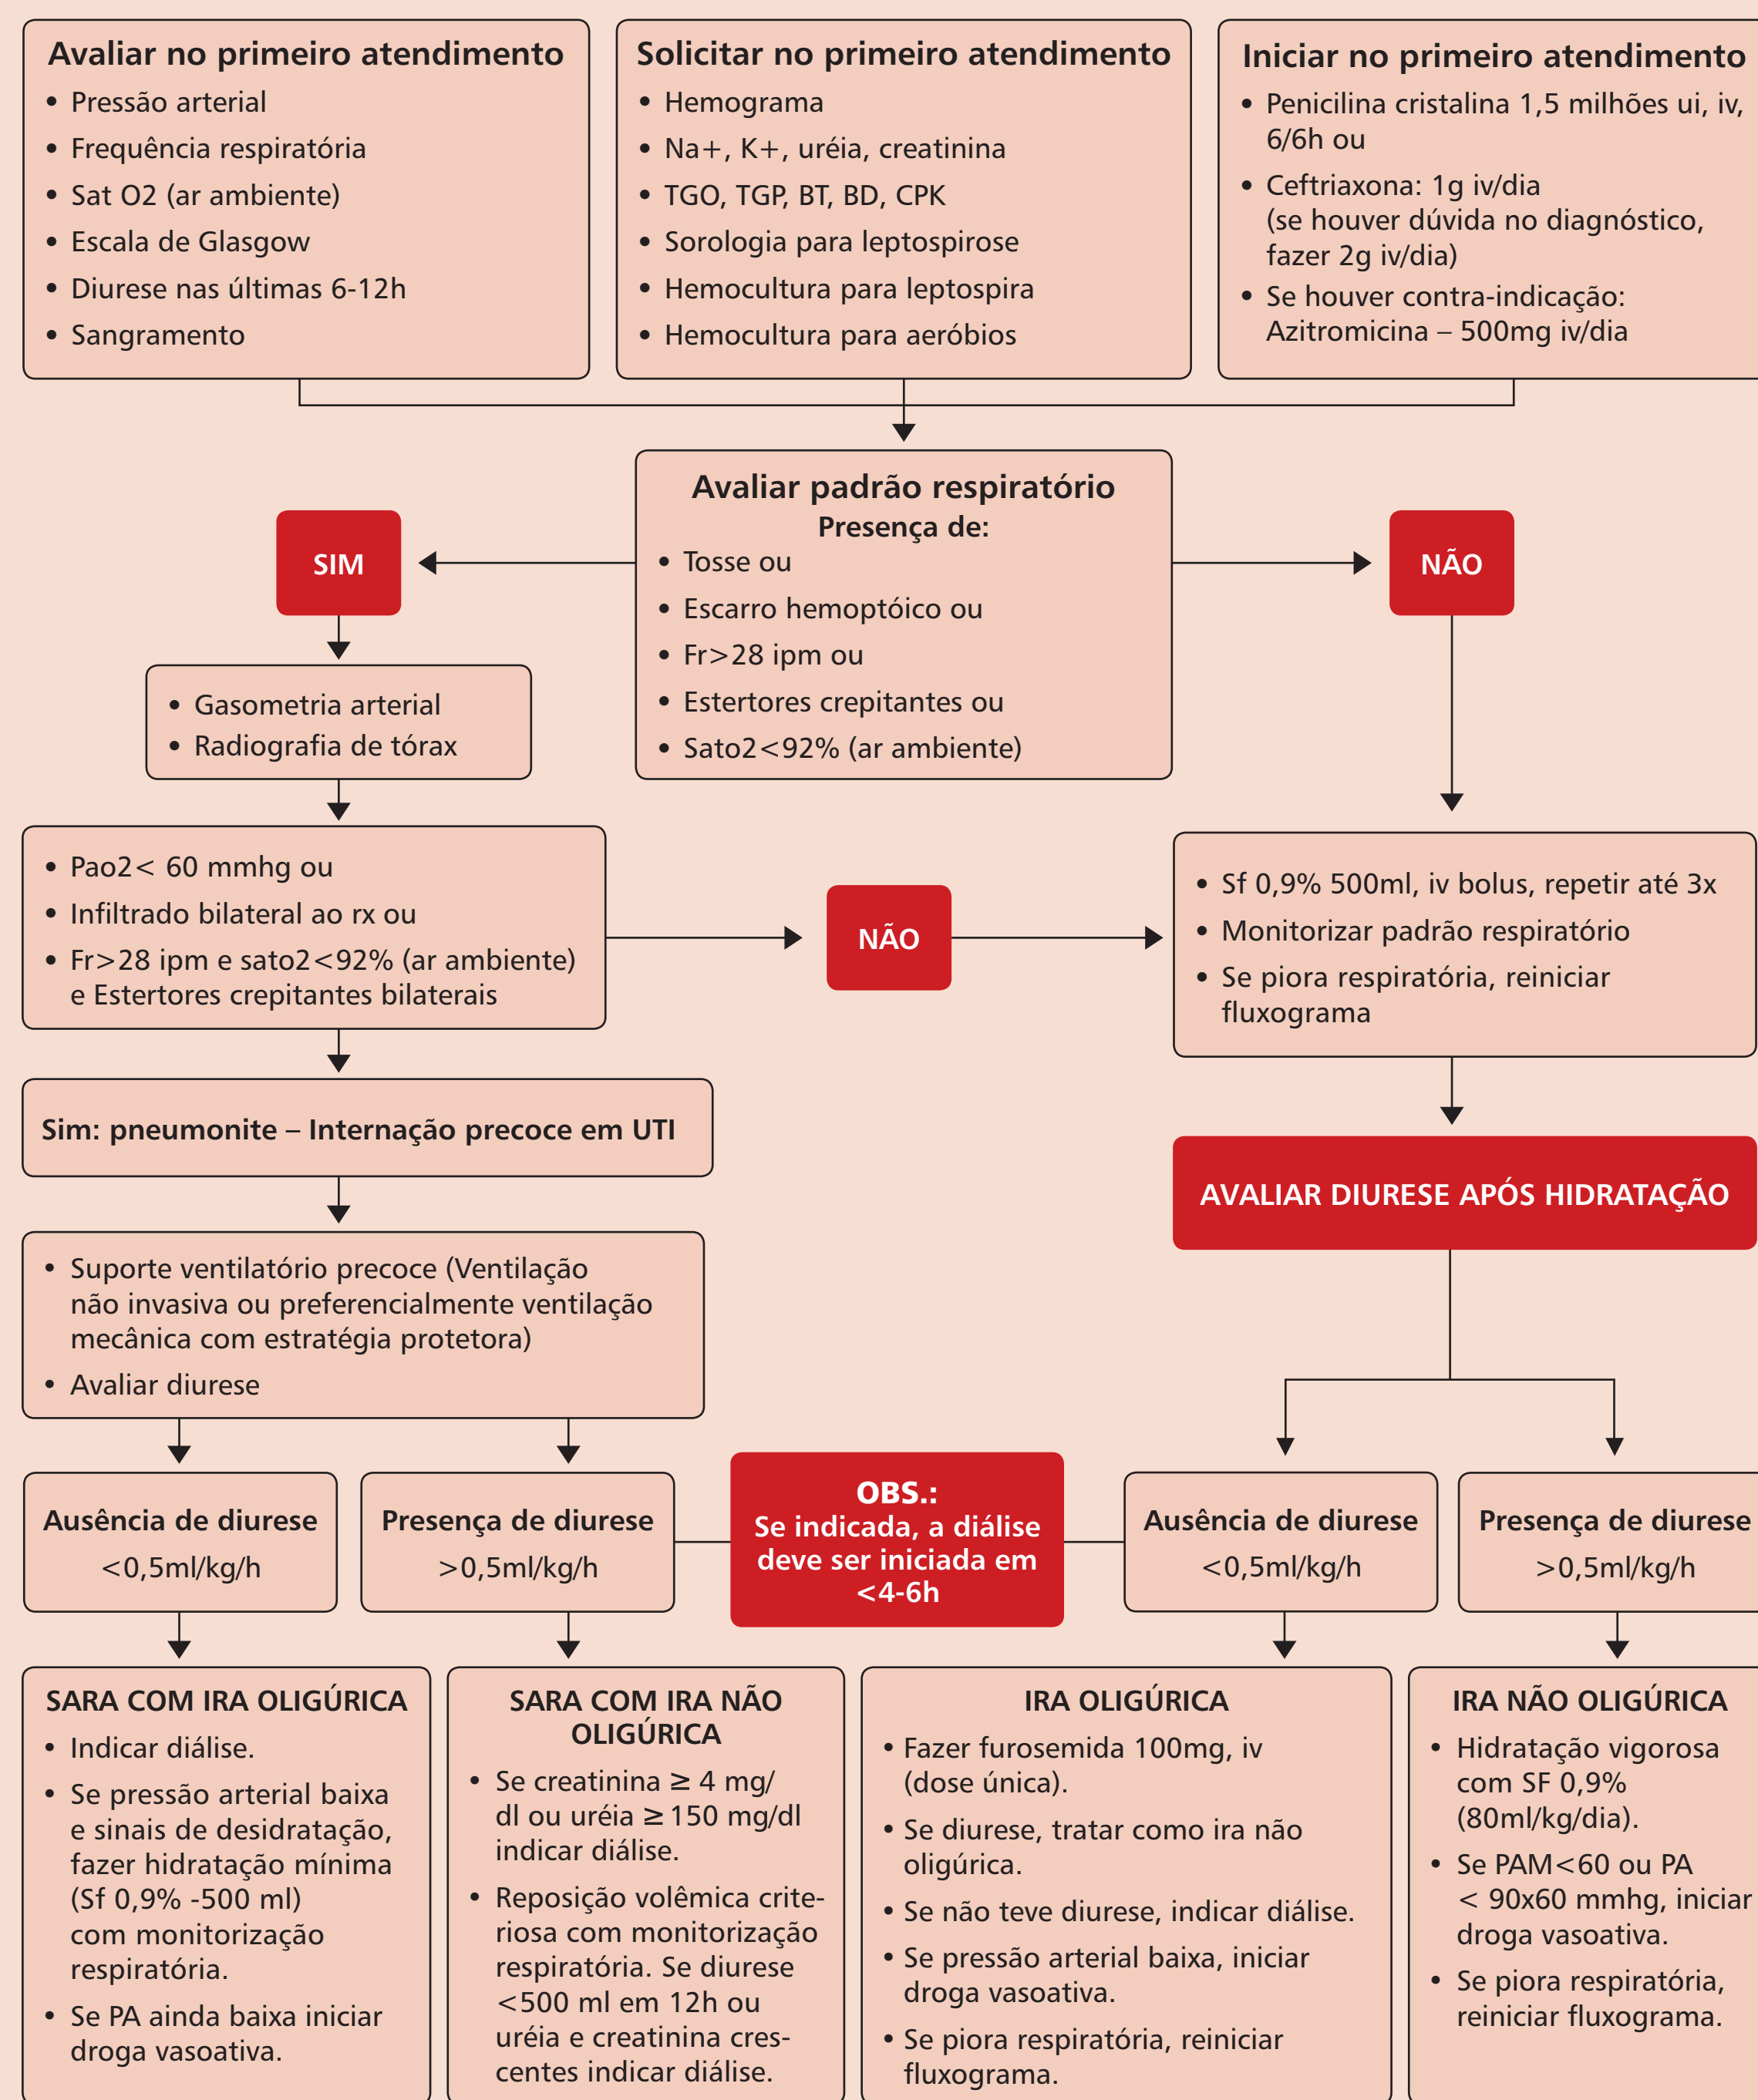 Avaliar no primeiro atendimento
• Pressão arterial
• Frequência respiratória
• Sat O2 (ar ambiente)
• Escala de Glasgow
• Diurese nas últimas 6-12h
• Sangramento
Solicitar no primeiro atendimento
• Hemograma
• Na+, K+, uréia, creatinina
• TGO, TGP, BT, BD, CPK
• Sorologia para leptospirose
• Hemocultura para leptospira
• Hemocultura para aeróbios
Iniciar no primeiro atendimento
• Penicilina cristalina 1,5 milhões ui, iv,
6/6h ou
• Ceftriaxona: 1g iv/dia
(se houver dúvida no diagnóstico,
fazer 2g iv/dia)
• Se houver contra-indicação:
Azitromicina – 500mg iv/dia
Avaliar padrão respiratório
Presença de:
• Tosse ou
• Escarro hemoptóico ou
• Fr>28 ipm ou
• Estertores crepitantes ou
• Sato2<92% (ar ambiente)
SIM
NÃO
• Gasometria arterial
• Radiografia de tórax
• Pao2< 60 mmhg ou
• Infiltrado bilateral ao rx ou
• Fr>28 ipm e sato2<92% (ar ambiente)
e Estertores crepitantes bilaterais
NÃO
• Sf 0,9% 500ml, iv bolus, repetir até 3x
• Monitorizar padrão respiratório
• Se piora respiratória, reiniciar
fluxograma
Sim: pneumonite – Internação precoce em UTI
AVALIAR DIURESE APÓS HIDRATAÇÃO
• Suporte ventilatório precoce (Ventilação
não invasiva ou preferencialmente ventilação
mecânica com estratégia protetora)
• Avaliar diurese
Ausência de diurese
<0,5ml/kg/h
Presença de diurese
>0,5ml/kg/h
OBS.:
Se indicada, a diálise
deve ser iniciada em
<4-6h
Ausência de diurese
<0,5ml/kg/h
Presença de diurese
>0,5ml/kg/h
SARA COM IRA OLIGÚRICA
• Indicar diálise.
• Se pressão arterial baixa
e sinais de desidratação,
fazer hidratação mínima
(Sf 0,9% -500 ml)
com monitorização
respiratória.
• Se PA ainda baixa iniciar
droga vasoativa.
SARA COM IRA NÃO
OLIGÚRICA
• Se creatinina ≥ 4 mg/
dl ou uréia ≥ 150 mg/dl
indicar diálise.
• Reposição volêmica crite-
riosa com monitorização
respiratória. Se diurese
<500 ml em 12h ou
uréia e creatinina cres-
centes indicar diálise.
IRA OLIGÚRICA
• Fazer furosemida 100mg, iv
(dose única).
• Se diurese, tratar como ira não
oligúrica.
• Se não teve diurese, indicar diálise.
• Se pressão arterial baixa, iniciar
droga vasoativa.
• Se piora respiratória, reiniciar
fluxograma.
IRA NÃO OLIGÚRICA
• Hidratação vigorosa
com SF 0,9%
(80ml/kg/dia).
• Se PAM<60 ou PA
< 90x60 mmhg, iniciar
droga vasoativa.
• Se piora respiratória,
reiniciar fluxograma.